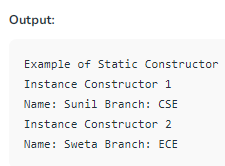 Output:
Example of Static Constructor
Instance Constructor 1
Name: Sunil Branch: CSE
Instance Constructor 2
Name: Sweta Branch: ECE